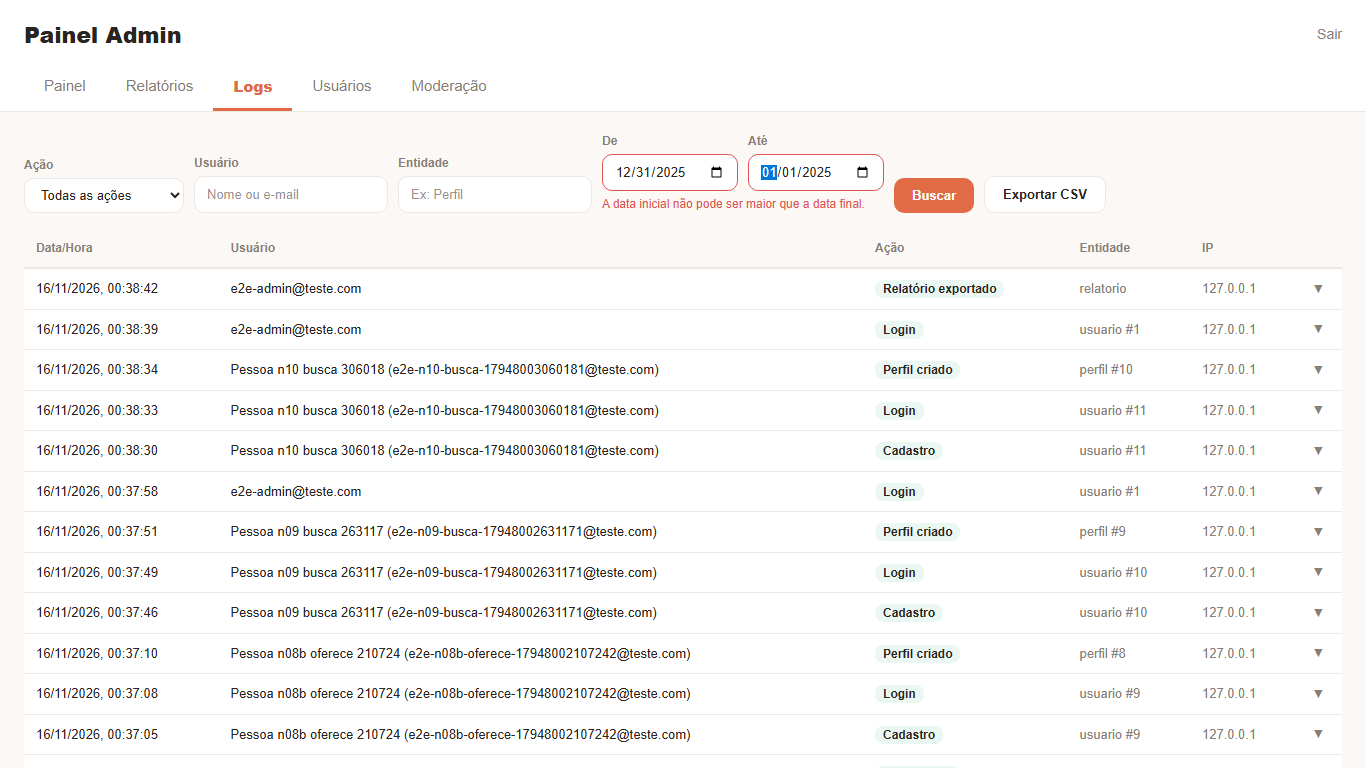 Painel Admin
Sair
Painel Relatórios Logs Usuários Moderação
Ação Usuário Entidade De Até
Todas as ações Nome ou e-mail Ex: Perfil 12/31/2025 01/01/2025 Buscar Exportar CSV
A data inicial não pode ser maior que a data final.
Data/Hora Usuário Ação Entidade IP
16/11/2026, 00:38:42 e2e-admin@teste.com Relatório exportado relatorio 127.0.0.1 ▼
16/11/2026, 00:38:39 e2e-admin@teste.com Login usuario #1 127.0.0.1 ▼
16/11/2026, 00:38:34 Pessoa n10 busca 306018 (e2e-n10-busca-17948003060181@teste.com) Perfil criado perfil #10 127.0.0.1 ▼
16/11/2026, 00:38:33 Pessoa n10 busca 306018 (e2e-n10-busca-17948003060181@teste.com) Login usuario #11 127.0.0.1 ▼
16/11/2026, 00:38:30 Pessoa n10 busca 306018 (e2e-n10-busca-17948003060181@teste.com) Cadastro usuario #11 127.0.0.1 ▼
16/11/2026, 00:37:58 e2e-admin@teste.com Login usuario #1 127.0.0.1 ▼
16/11/2026, 00:37:51 Pessoa n09 busca 263117 (e2e-n09-busca-17948002631171@teste.com) Perfil criado perfil #9 127.0.0.1 ▼
16/11/2026, 00:37:49 Pessoa n09 busca 263117 (e2e-n09-busca-17948002631171@teste.com) Login usuario #10 127.0.0.1 ▼
16/11/2026, 00:37:46 Pessoa n09 busca 263117 (e2e-n09-busca-17948002631171@teste.com) Cadastro usuario #10 127.0.0.1 ▼
16/11/2026, 00:37:10 Pessoa n08b oferece 210724 (e2e-n08b-oferece-17948002107242@teste.com) Perfil criado perfil #8 127.0.0.1 ▼
16/11/2026, 00:37:08 Pessoa n08b oferece 210724 (e2e-n08b-oferece-17948002107242@teste.com) Login usuario #9 127.0.0.1 ▼
16/11/2026, 00:37:05 Pessoa n08b oferece 210724 (e2e-n08b-oferece-17948002107242@teste.com) Cadastro usuario #9 127.0.0.1 ▼